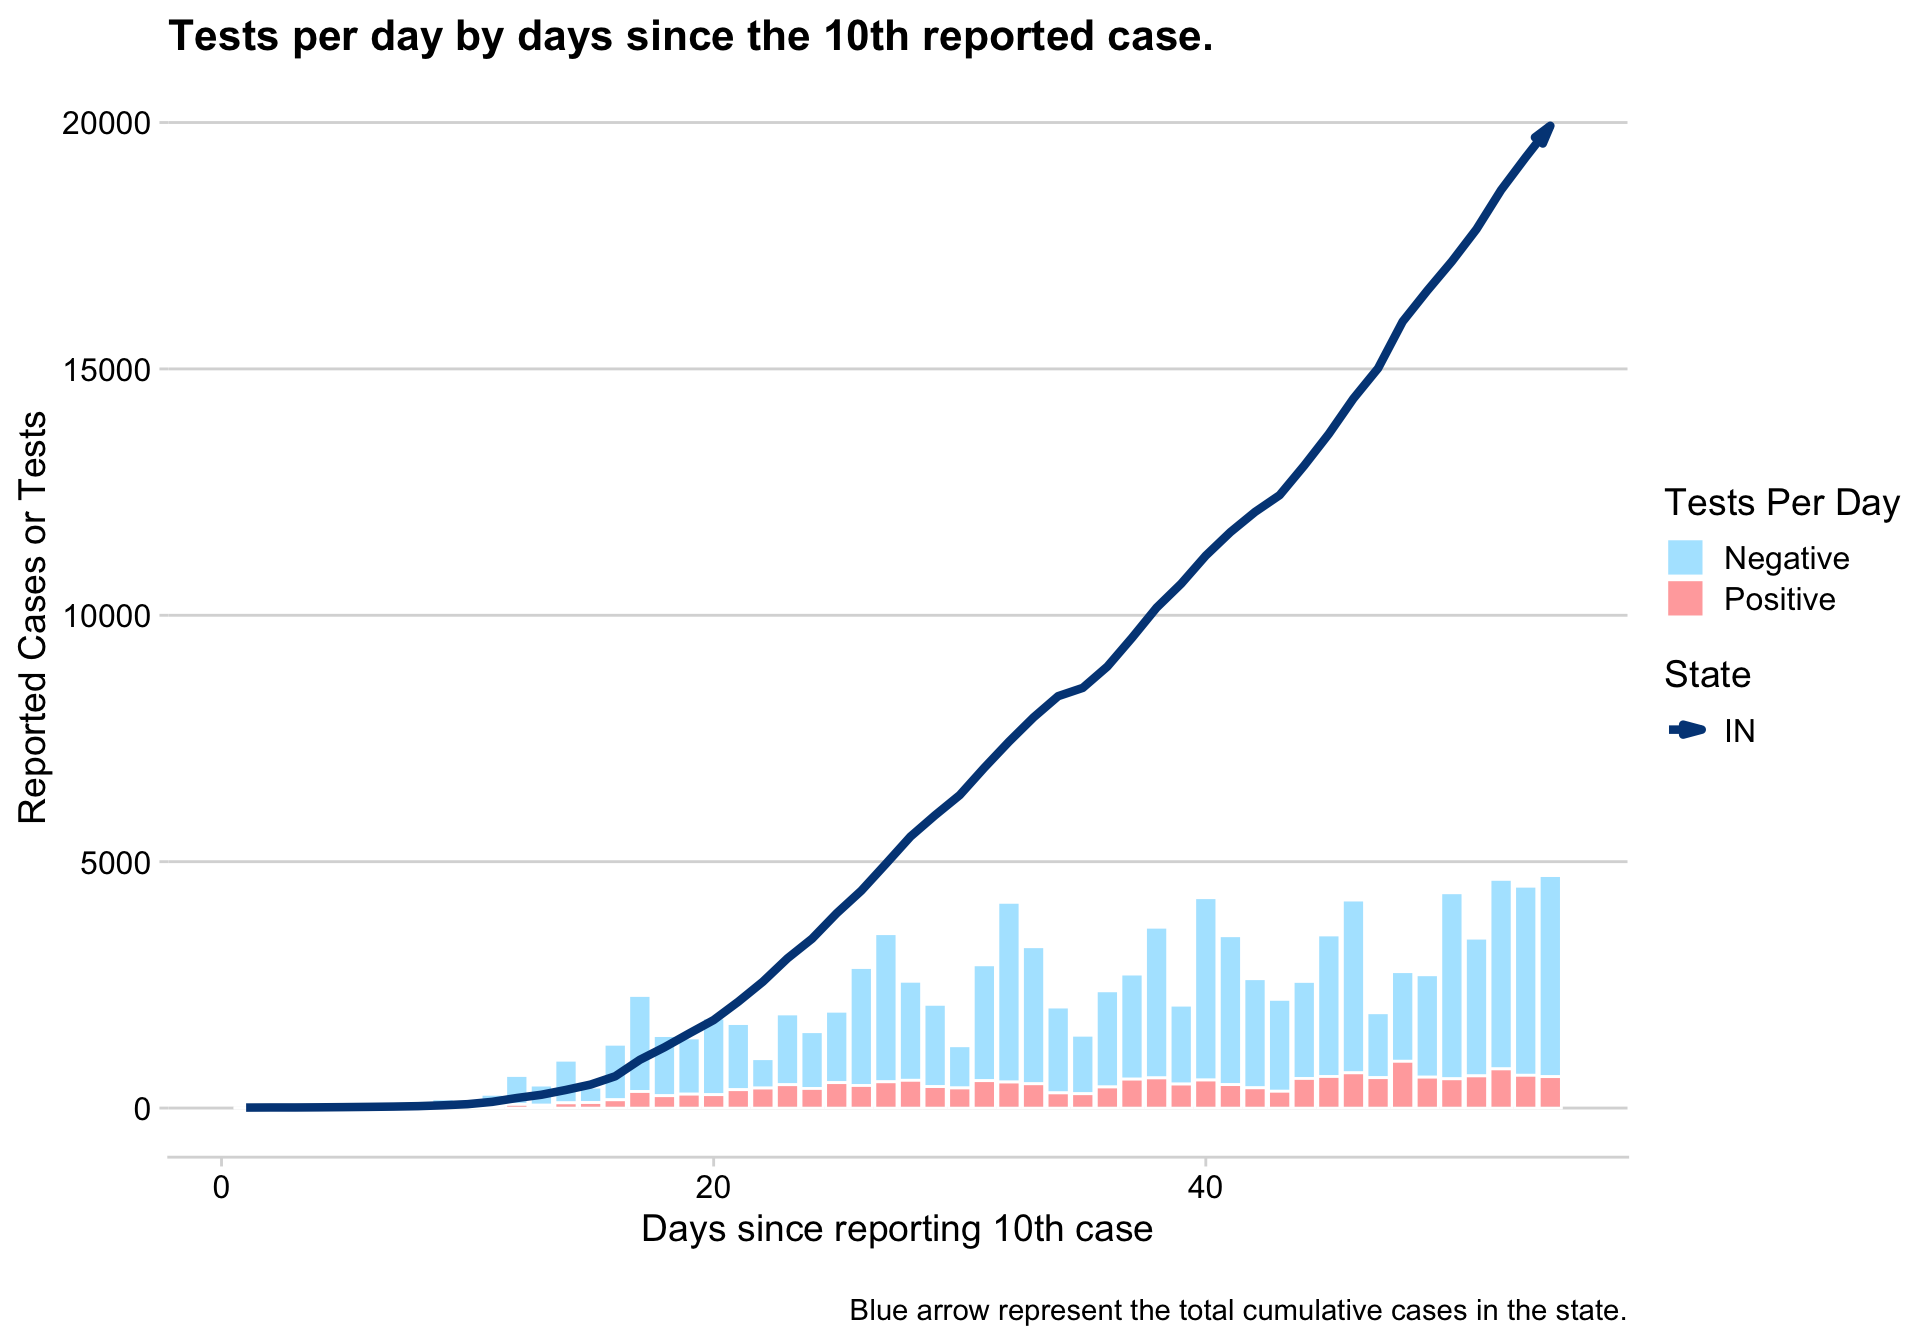 Tests per day by days since the 10th reported case.
20000
15000
10000
5000
0
Reported Cases or Tests
0
20
40
Days since reporting 10th case
Tests Per Day
Negative
Positive
State
IN
Blue arrow represent the total cumulative cases in the state.